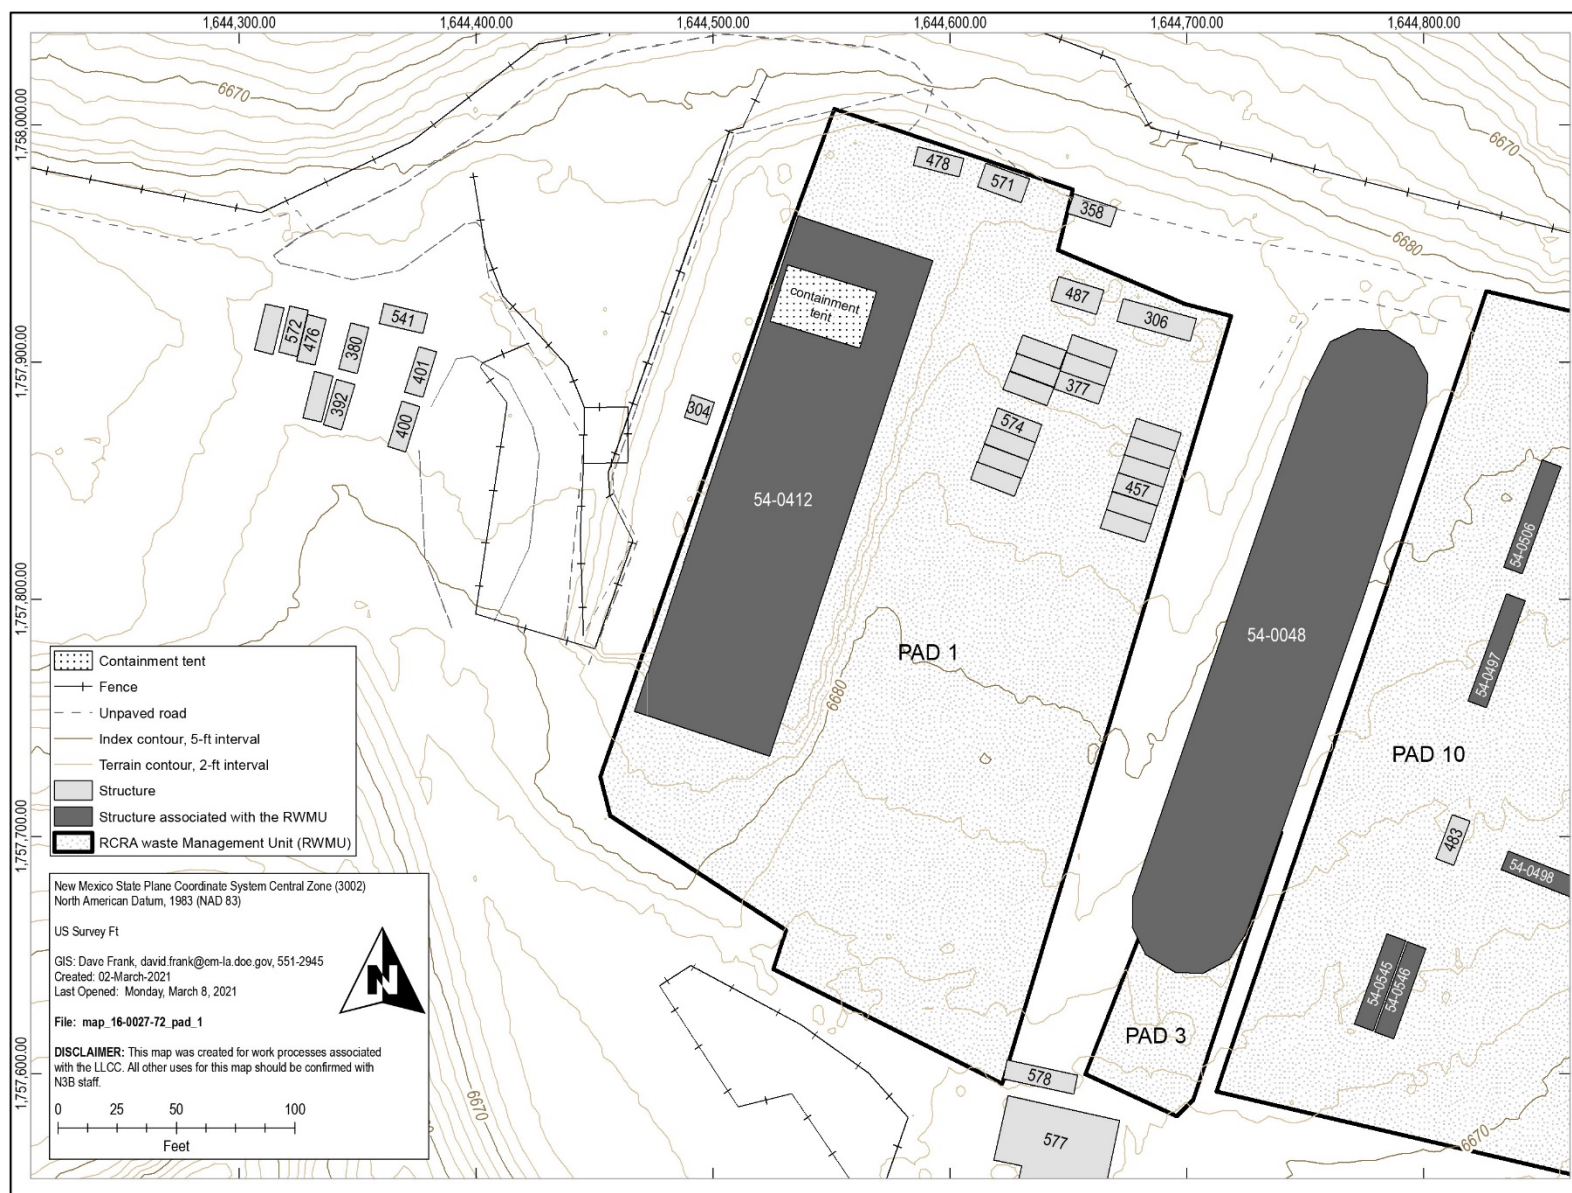 1,644,300.00 1,644,400.00 1,644,500.00 1,644,600.00 1,644,700.00 1,644,800.00
1,758,000.00
1,757,900.00
1,757,800.00
1,757,700.00
1,757,600.00
6670
6670
6680
478
571
358
487
306
containment
tent
572
476
380
541
401
392
400
304
377
574
457
54-0412
54-0506
54-0048
54-0497
PAD 1
6680
PAD 10
483
54-0498
54-0545
54-0546
PAD 3
578
577
6670
6670
Containment tent
Fence
Unpaved road
Index contour, 5-ft interval
Terrain contour, 2-ft interval
Structure
Structure associated with the RWMU
RCRA waste Management Unit (RWMU)
New Mexico State Plane Coordinate System Central Zone (3002)
North American Datum, 1983 (NAD 83)
US Survey Ft
GIS: Dave Frank, david.frank@em-la.doe.gov, 551-2945
Created: 02-March-2021
Last Opened: Monday, March 8, 2021
N
File: map_16-0027-72_pad_1
DISCLAIMER: This map was created for work processes associated
with the LLCC. All other uses for this map should be confirmed with
N3B staff.
0 25 50 100
Feet